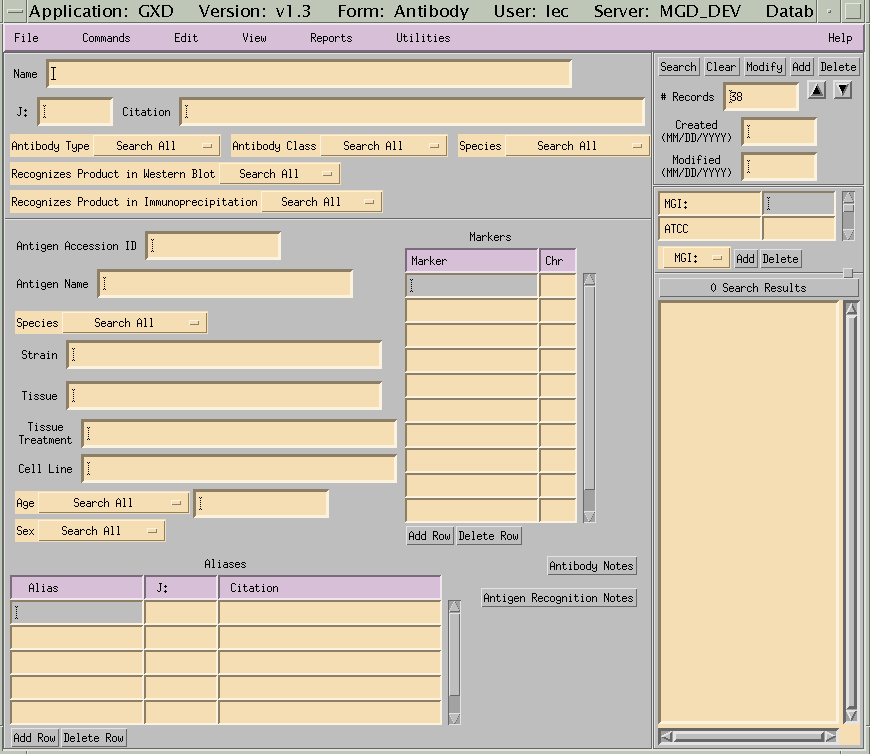 Application: GXD Version: v1.3 Form: Antibody User: lec Server: MGD_DEV Datab
File Commands Edit View Reports Utilities Help
Name
J: Citation
Antibody Type Search All Antibody Class Search All Species Search All
Recognizes Product in Western Blot Search All
Recognizes Product in Immunoprecipitation Search All
Search Clear Modify Add Delete
# Records 38
Created
(MM/DD/YYYY)
Modified
(MM/DD/YYYY)
MGI:
ATCC
MGI: Add Delete
0 Search Results
Antigen Accession ID
Antigen Name
Species Search All
Strain
Tissue
Tissue
Treatment
Cell Line
Age Search All
Sex Search All
Markers
Marker Chr
Add Row Delete Row
Antibody Notes
Antigen Recognition Notes
Aliases
Alias J: Citation
Add Row Delete Row